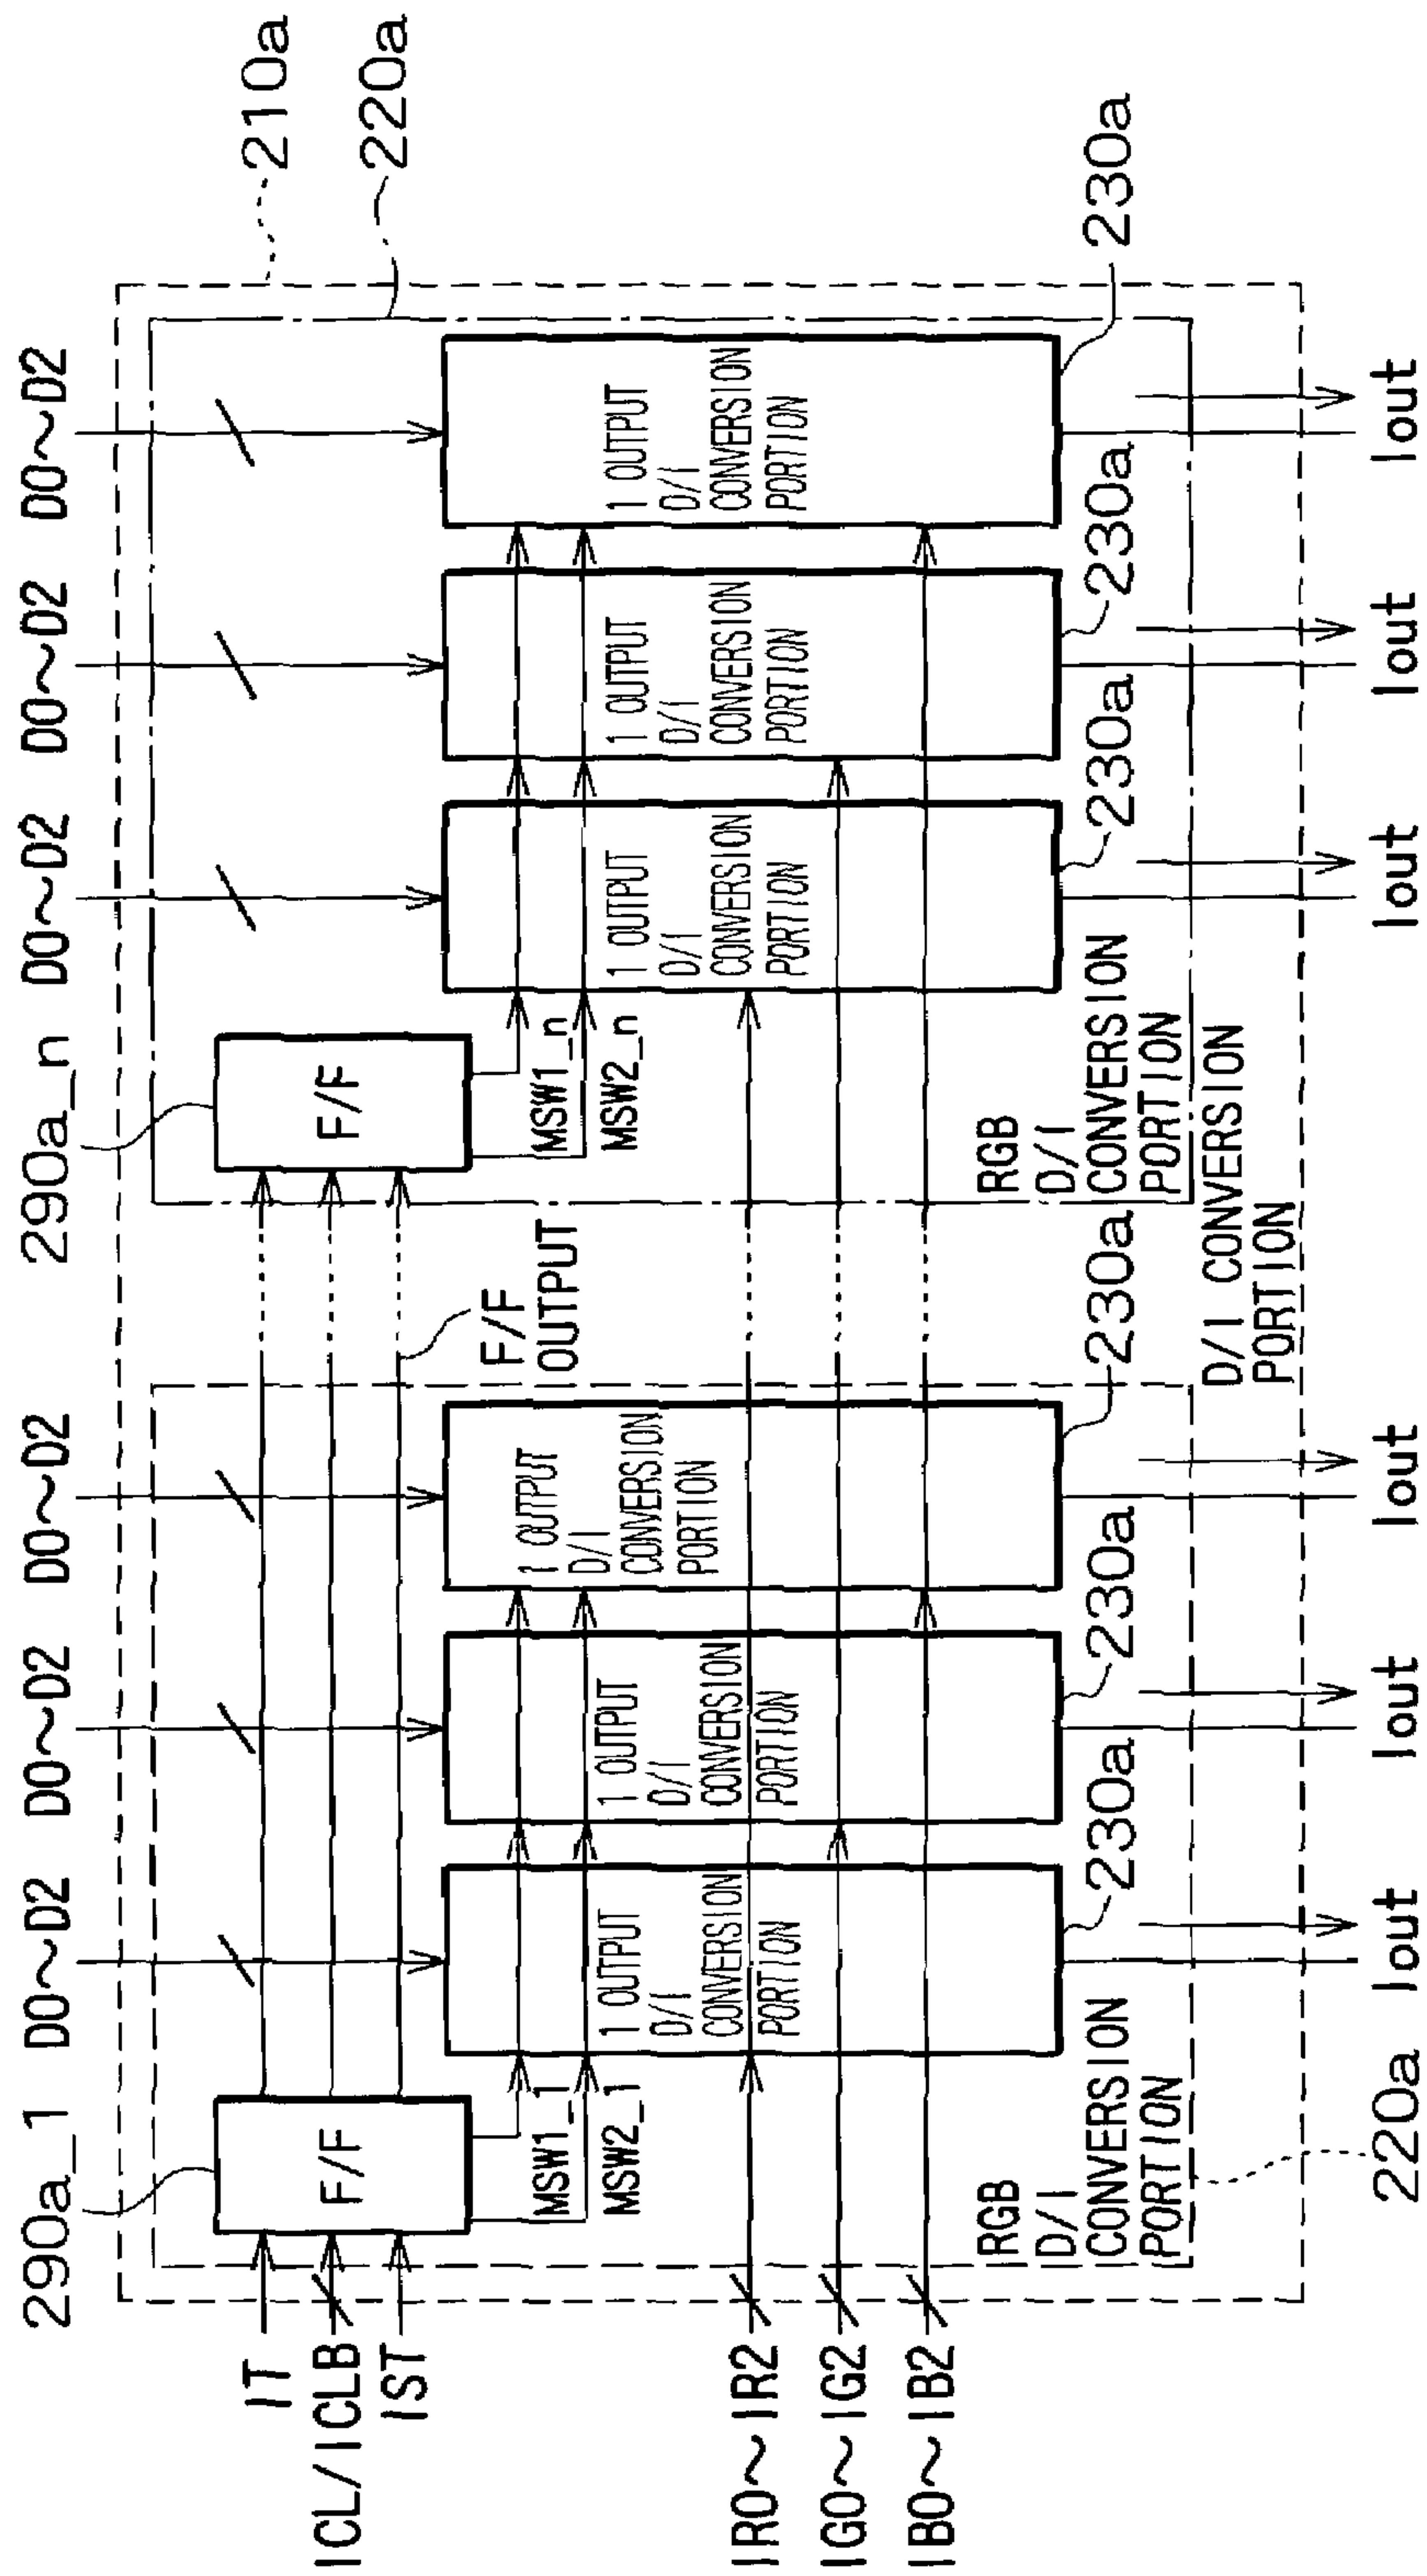 D0~D2 D0~D2 D0~D2 D0~D2 D0~D2 D0~D2
290a_1
290a_n
210a
220a
IT
ICL/ICLB
IST
F/F
F/F
F/F
OUTPUT
MSW1_1
MSW2_1
MSW1_n
MSW2_n
1 OUTPUT
D/I
CONVERSION
PORTION
1 OUTPUT
D/I
CONVERSION
PORTION
1 OUTPUT
D/I
CONVERSION
PORTION
1 OUTPUT
D/I
CONVERSION
PORTION
1 OUTPUT
D/I
CONVERSION
PORTION
1 OUTPUT
D/I
CONVERSION
PORTION
IR0~IR2
IG0~IG2
IB0~IB2
RGB
D/I
CONVERSION
PORTION
230a 230a 230a
RGB
D/I
CONVERSION
PORTION
230a 230a 230a
D/I CONVERSION
PORTION
220a
Iout Iout Iout Iout Iout Iout